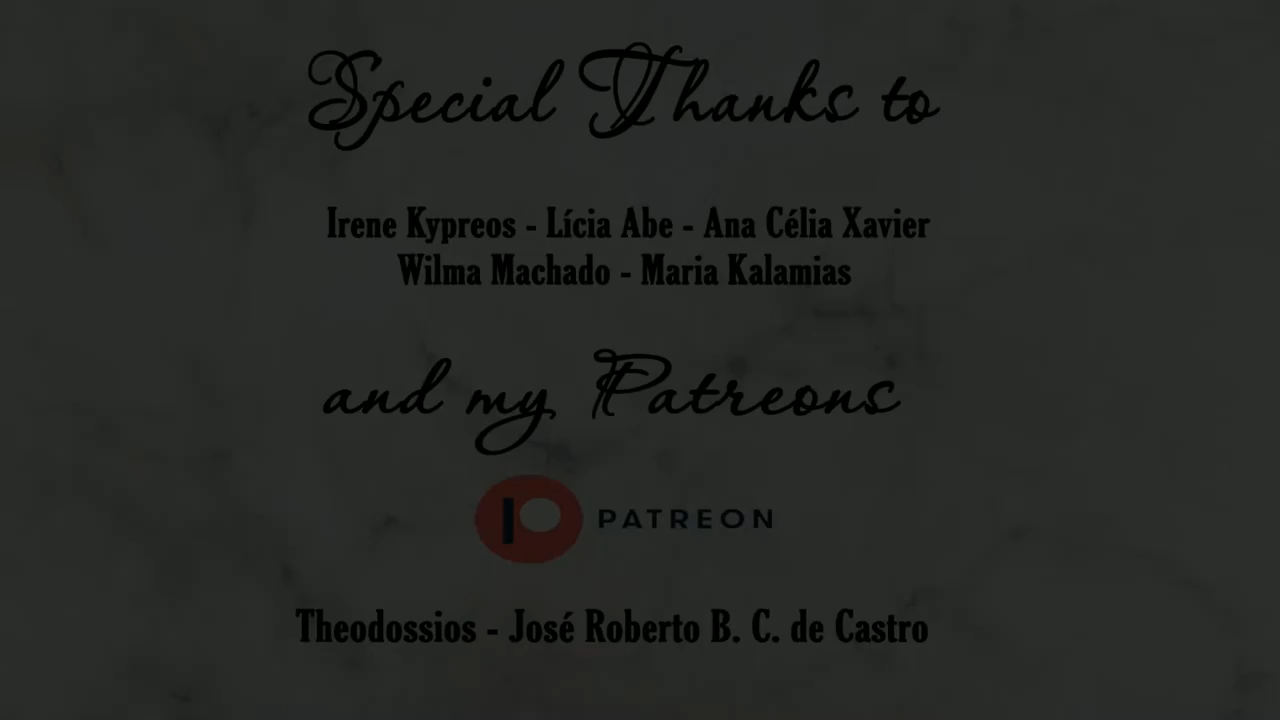 Special Thanks to
Irene Kypreos - Lícia Abe - Ana Célia Xavier
Wilma Machado - Maria Kalamias
and my Patreons
PATREON
Theodossios - José Roberto B. C. de Castro